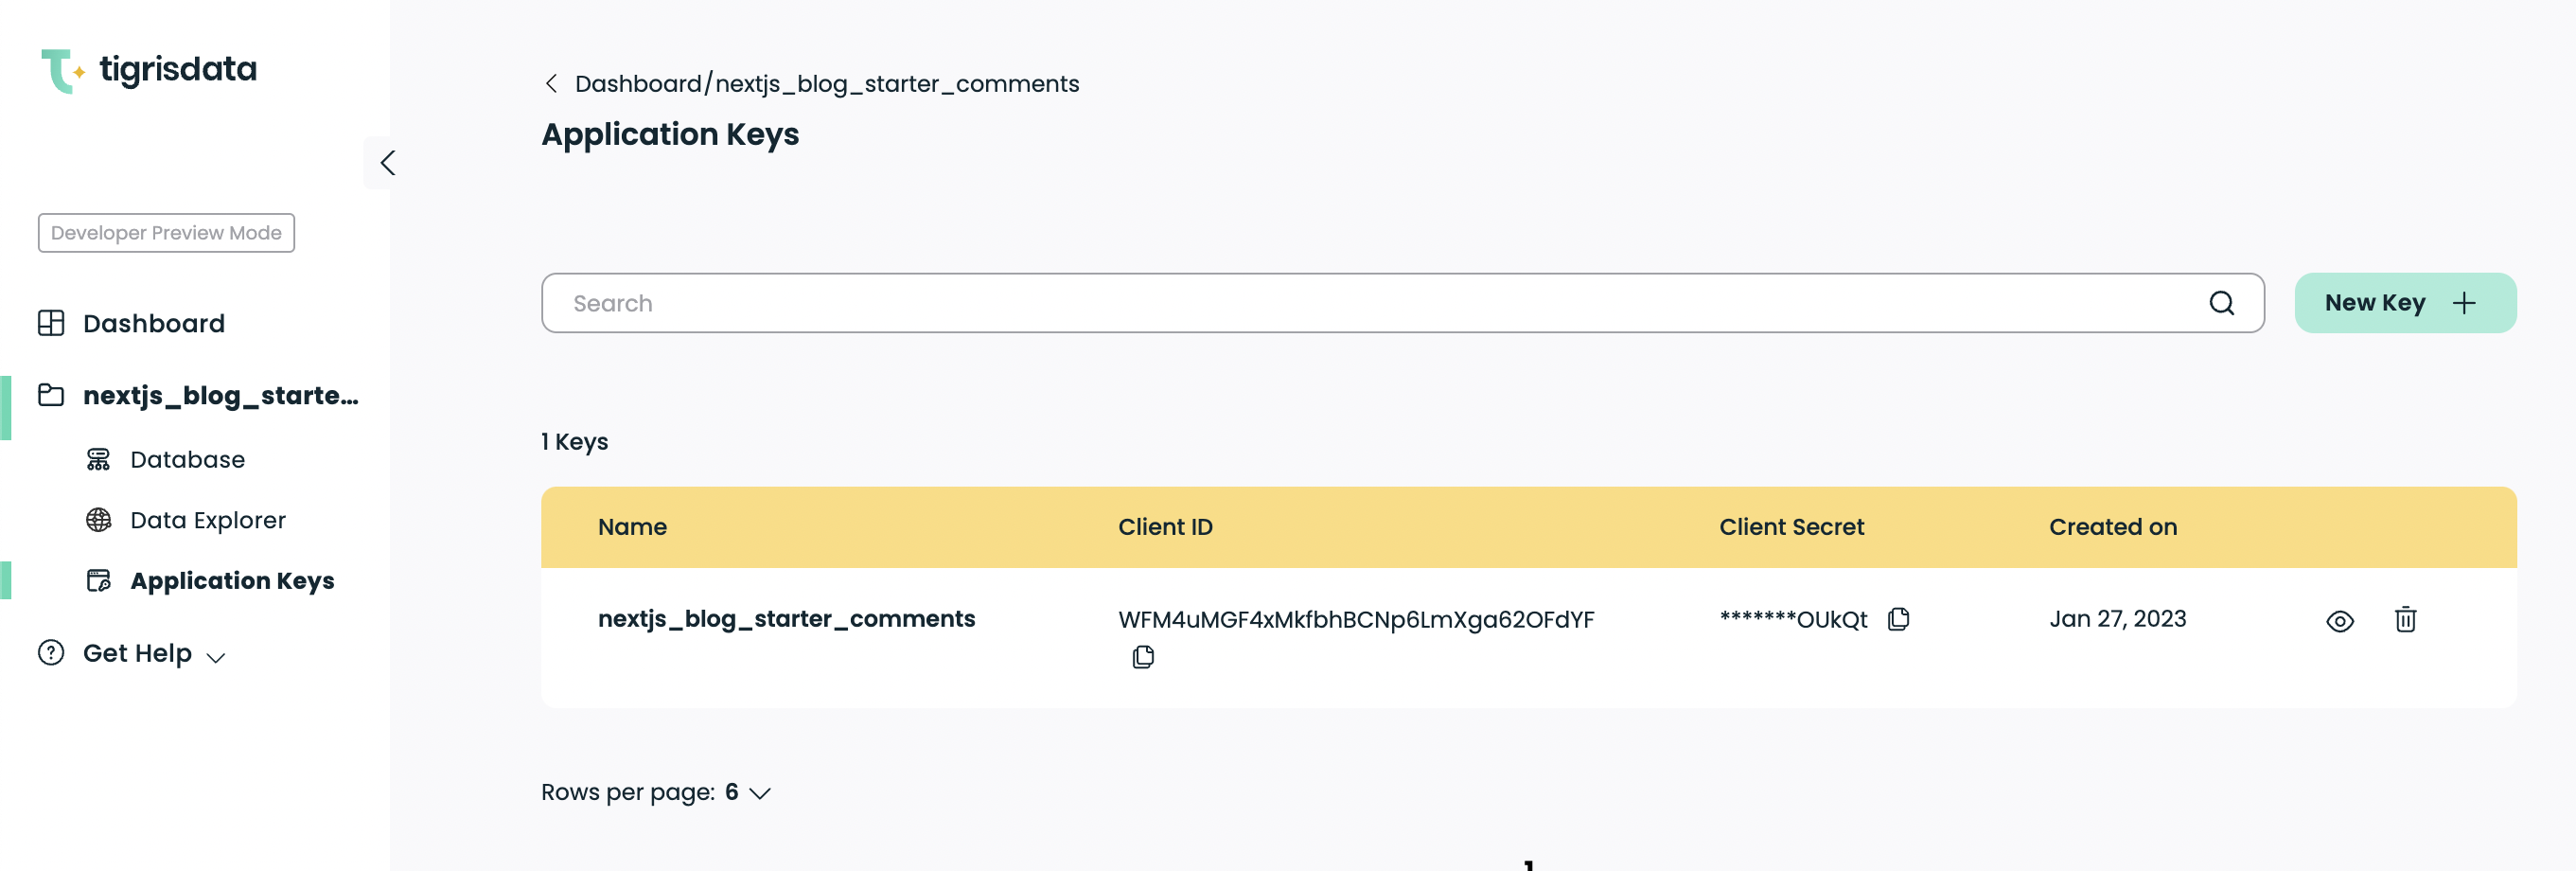 tigrisdata
Developer Preview Mode
Dashboard
nextjs_blog_starte...
Database
Data Explorer
Application Keys
Get Help
Dashboard/nextjs_blog_starter_comments
Application Keys
Search
New Key
1 Keys
Name Client ID Client Secret Created on
nextjs_blog_starter_comments WFM4uMGF4xMkfbhBCNp6LmXga62OFdYF *******OUkQt Jan 27, 2023
Rows per page: 6